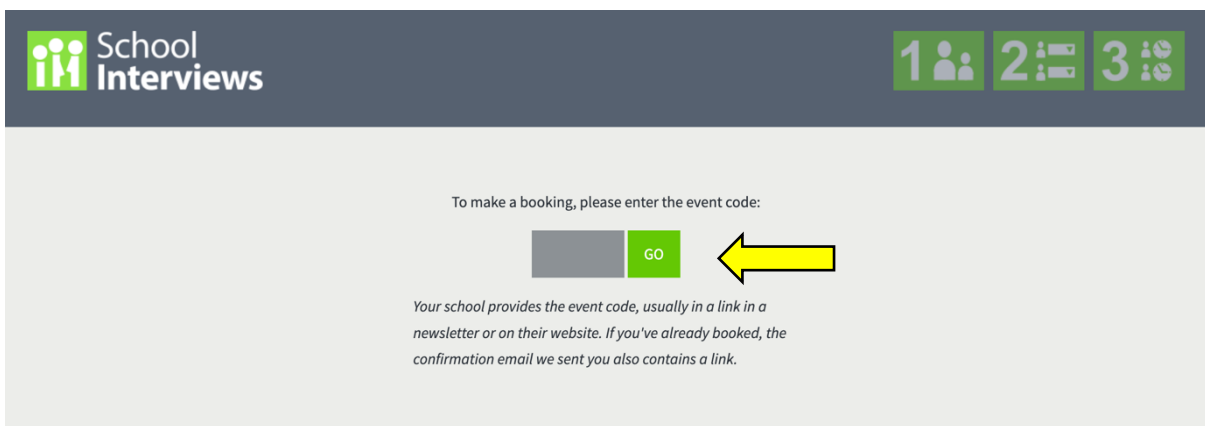 School
Interviews
1 2 3
To make a booking, please enter the event code:
GO
Your school provides the event code, usually in a link in a
newsletter or on their website. If you've already booked, the
confirmation email we sent you also contains a link.